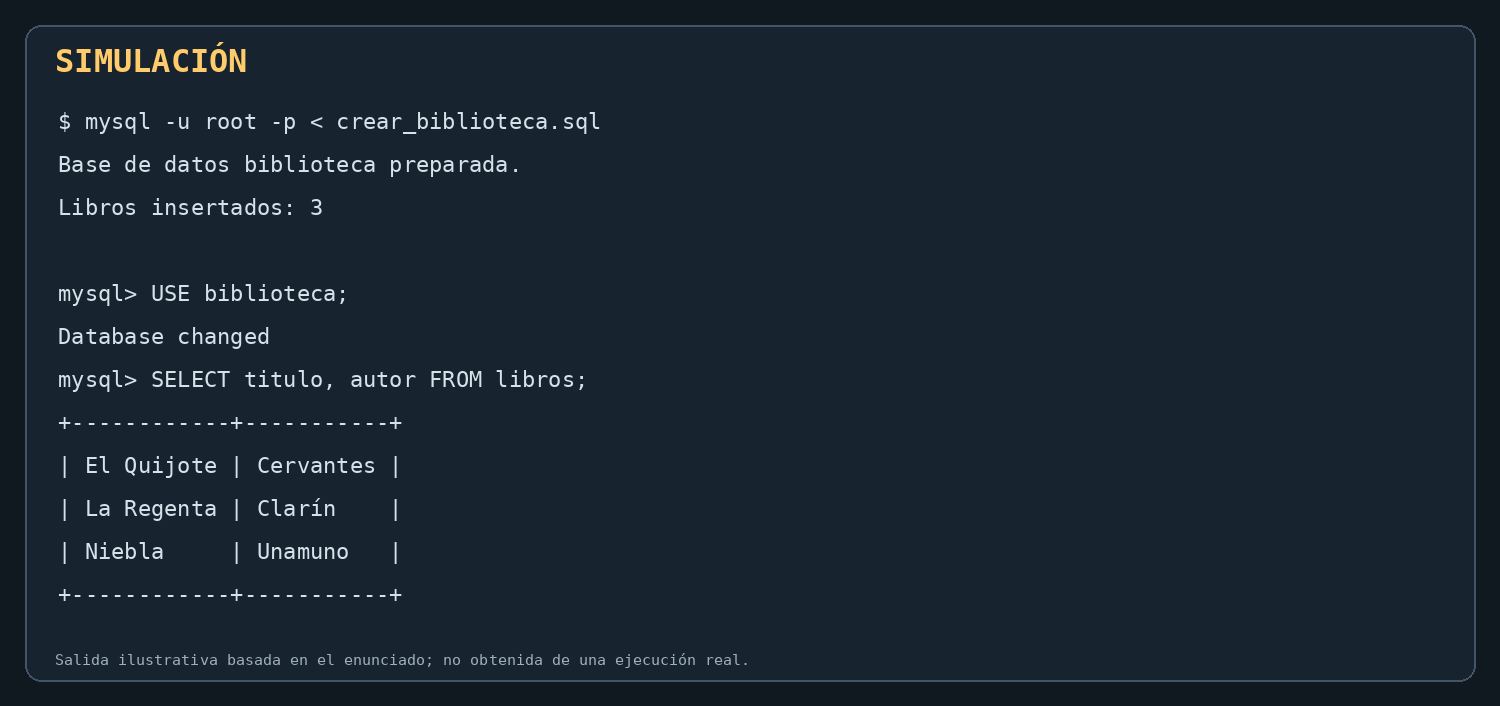 SIMULACIÓN
$ mysql -u root -p < crear_biblioteca.sql
Base de datos biblioteca preparada.
Libros insertados: 3
mysql> USE biblioteca;
Database changed
mysql> SELECT titulo, autor FROM libros;
+------------+-----------+
| El Quijote | Cervantes |
| La Regenta | Clarín    |
| Niebla     | Unamuno   |
+------------+-----------+
Salida ilustrativa basada en el enunciado; no obtenida de una ejecución real.